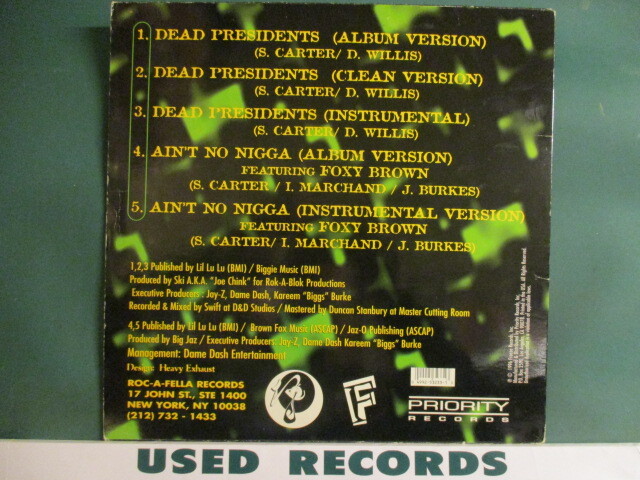 1. DEAD PRESIDENTS (ALBUM VERSION)
(S. CARTER/ D. WILLIS)
2. DEAD PRESIDENTS (CLEAN VERSION)
(S. CARTER/ D. WILLIS)
3. DEAD PRESIDENTS (INSTRUMENTAL)
(S. CARTER/ D. WILLIS)
4. AIN'T NO NIGGA (ALBUM VERSION)
FEATURING FOXY BROWN
(S. CARTER / I. MARCHAND / J. BURKES)
5. AIN'T NO NIGGA (INSTRUMENTAL VERSION)
FEATURING FOXY BROWN
(S. CARTER/ I. MARCHAND / J. BURKES)
1,2,3 Published by Lil Lu Lu (BMI) / Biggie Music (BMI)
Produced by Ski A.K.A. "Joe Chink" for Rok-A-Blok Productions
Executive Producers : Jay-Z, Dame Dash, Kareem "Biggs" Burke
Recorded & Mixed by Swift at D&D Studios / Mastered by Duncan Stanbury at Master Cutting Room
4,5 Published by Lil Lu Lu (BMI) / Brown Fox Music (ASCAP) / Jaz-O Publishing (ASCAP)
Produced by Big Jaz / Executive Producers: Jay-Z, Dame Dash Kareem "Biggs" Burke
Management: Dame Dash Entertainment
Design: Heavy Exhaust
ROC-A-FELLA RECORDS
17 JOHN ST., STE 1400
NEW YORK, NY 10038
(212) 732 - 1433
PRIORITY
RECORDS
USED RECORDS